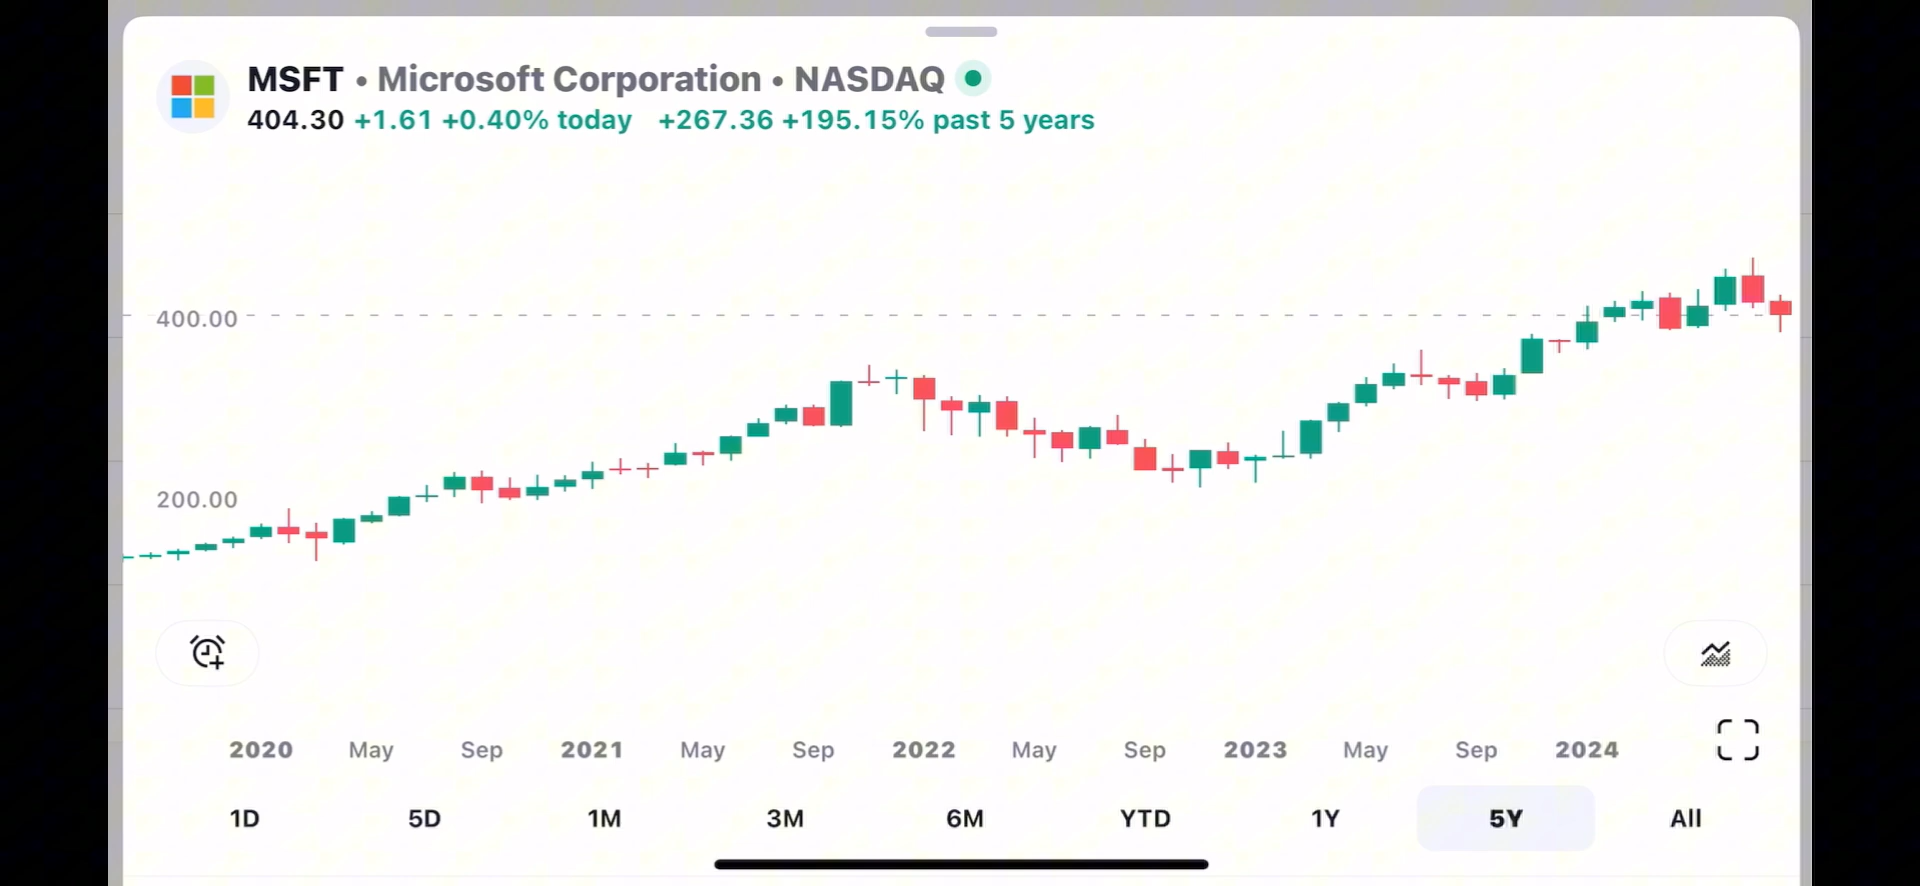 MSFT • Microsoft Corporation • NASDAQ
404.30 +1.61 +0.40% today +267.36 +195.15% past 5 years
400.00
200.00
2020 May Sep 2021 May Sep 2022 May Sep 2023 May Sep 2024
1D 5D 1M 3M 6M YTD 1Y 5Y All